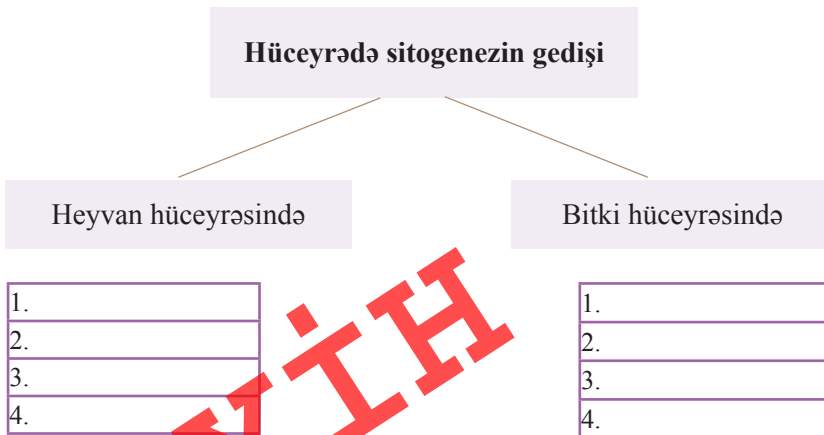 Hüceyrədə sitogenezin gedişi
Heyvan hüceyrəsində
Bitki hüceyrəsində
1.
2.
3.
4.
1.
2.
3.
4.